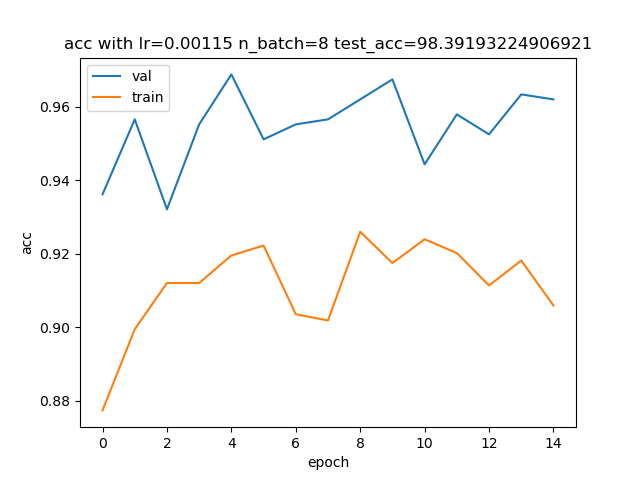 acc with lr=0.00115 n_batch=8 test_acc=98.39193224906921
val
train
0.96
0.94
0.92
0.90
0.88
acc
0 2 4 6 8 10 12 14
epoch